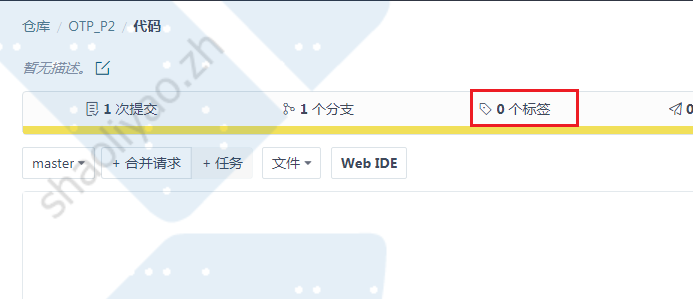 仓库 / OTP_P2 / 代码
暂无描述。
1 次提交 1 个分支 0 个标签 0
master + 合并请求 + 任务 文件 Web IDE
shaoliyao.zh